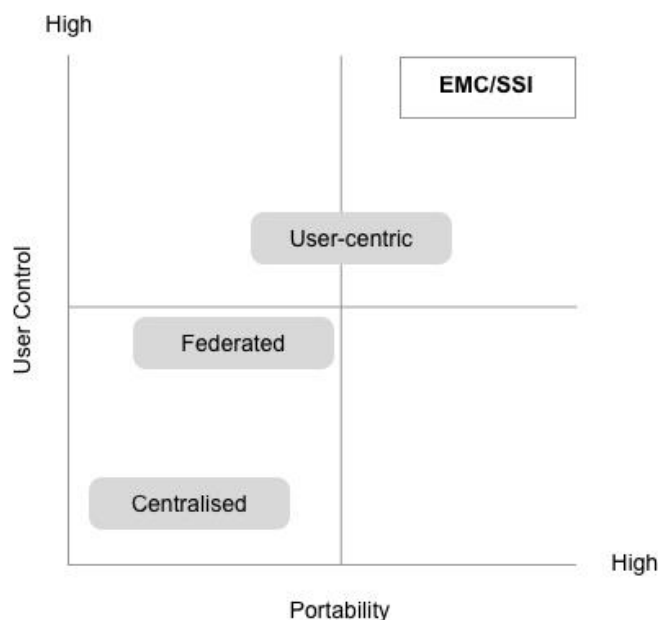 High
EMC/SSI
User-centric
User Control
Federated
Centralised
High
Portability